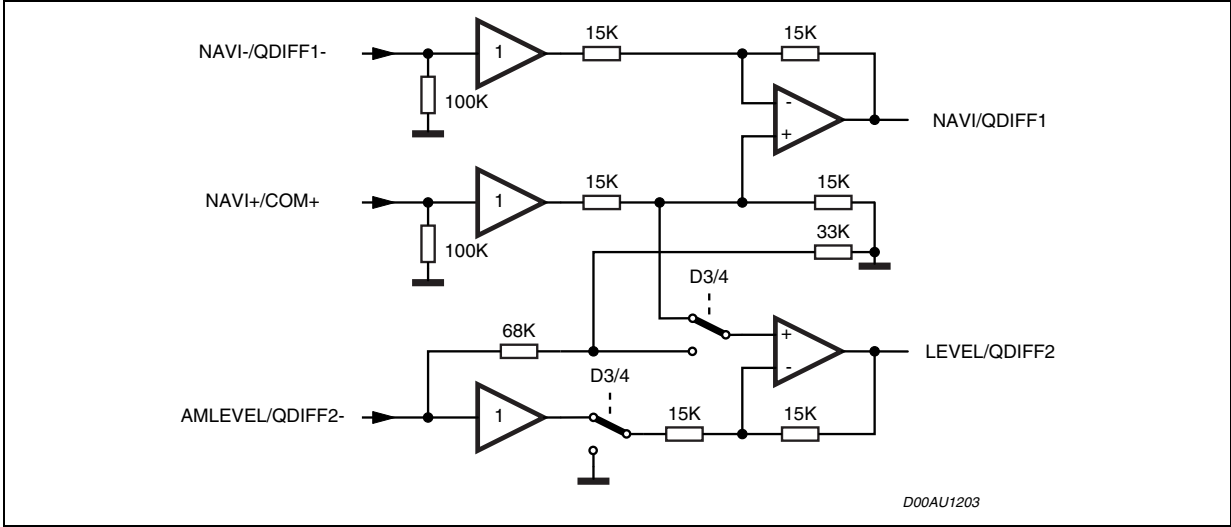 15K 15K
NAVI-/QDIFF1- 1
100K
-
+
NAVI/QDIFF1
15K 15K
NAVI+/COM+ 1
33K
100K
D3/4
68K
+
-
LEVEL/QDIFF2
D3/4
15K 15K
AMLEVEL/QDIFF2- 1
D00AU1203